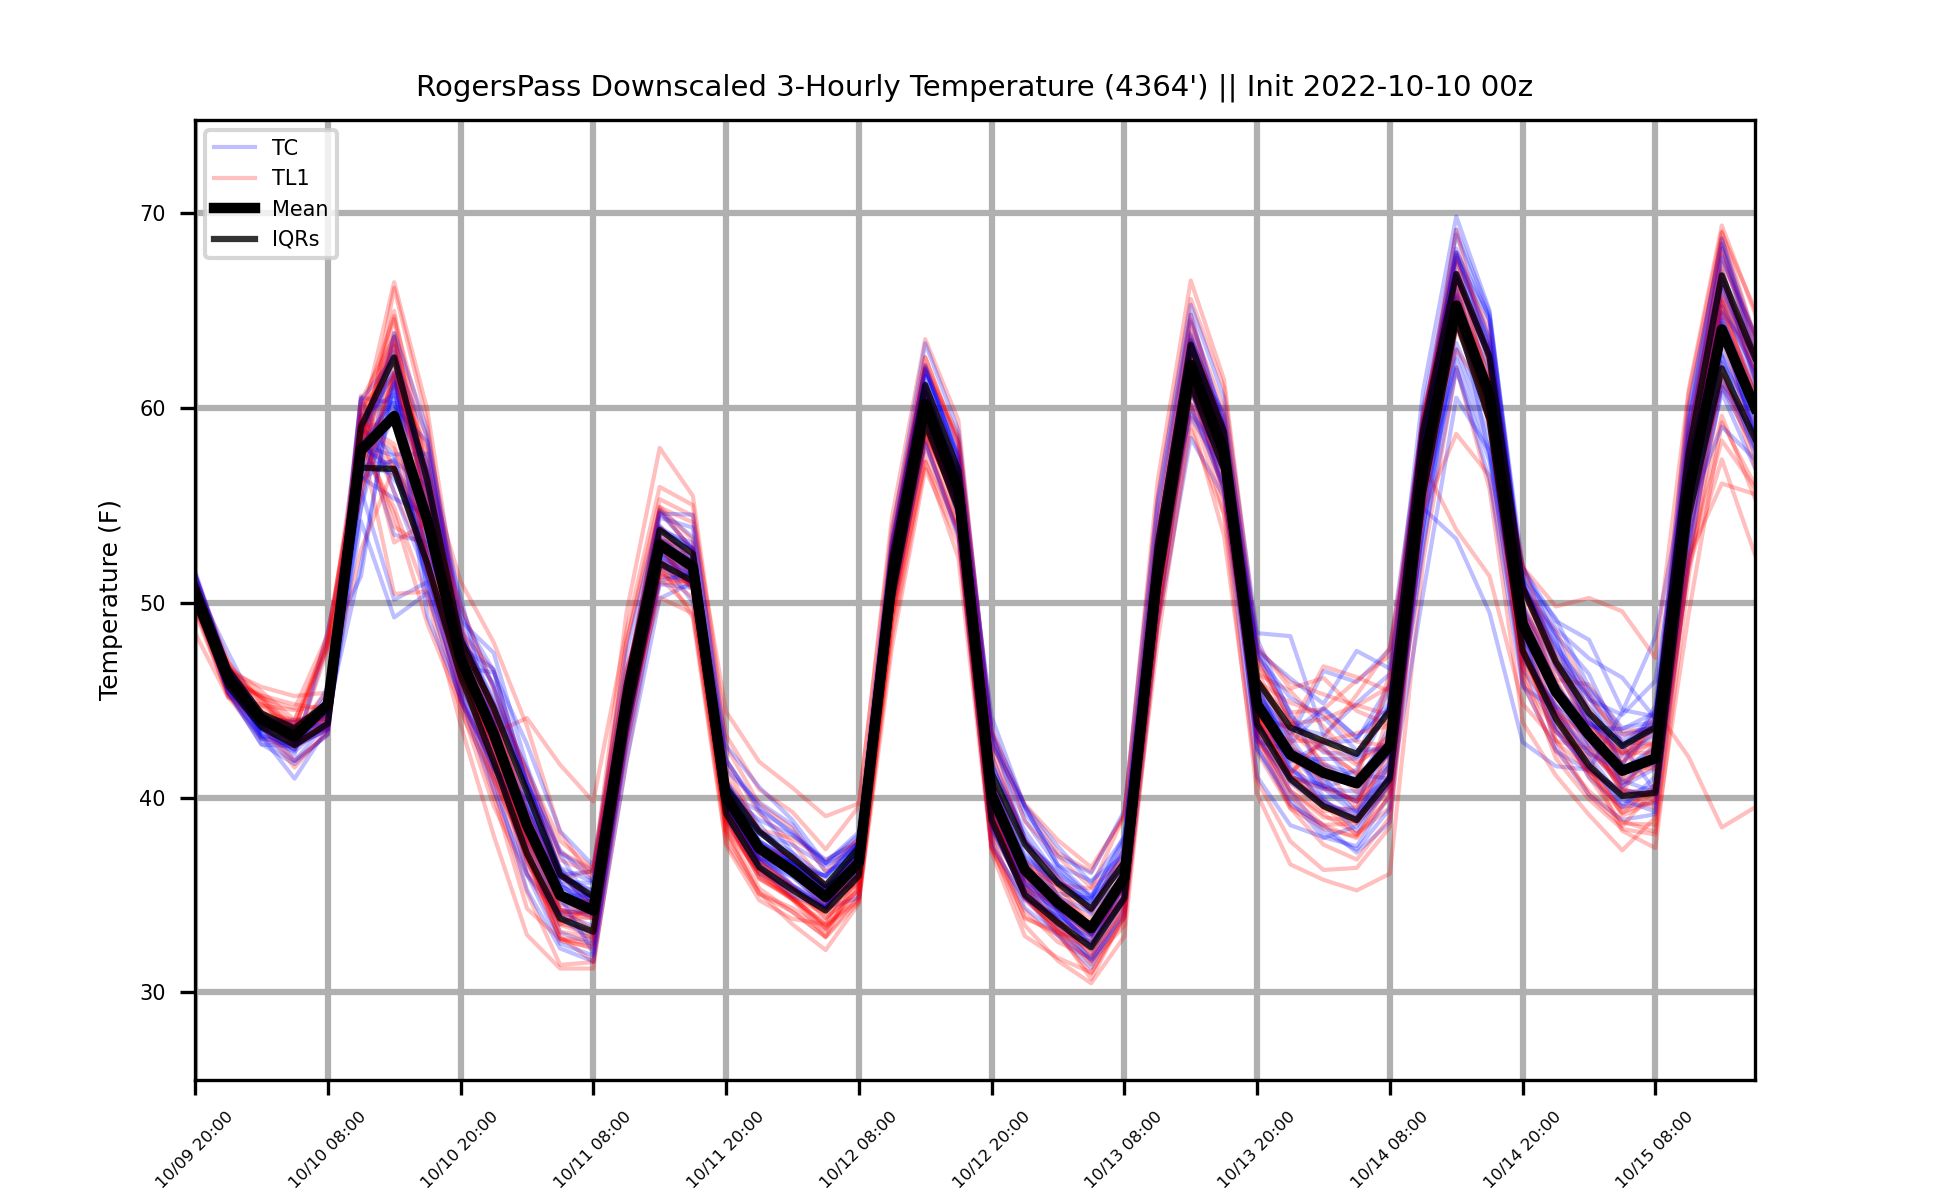 RogersPass Downscaled 3-Hourly Temperature (4364') || Init 2022-10-10 00z
TC
TL1
Mean
IQRs
Temperature (F)
70
60
50
40
30
10/09 20:00
10/10 08:00
10/10 20:00
10/11 08:00
10/11 20:00
10/12 08:00
10/12 20:00
10/13 08:00
10/13 20:00
10/14 08:00
10/14 20:00
10/15 08:00